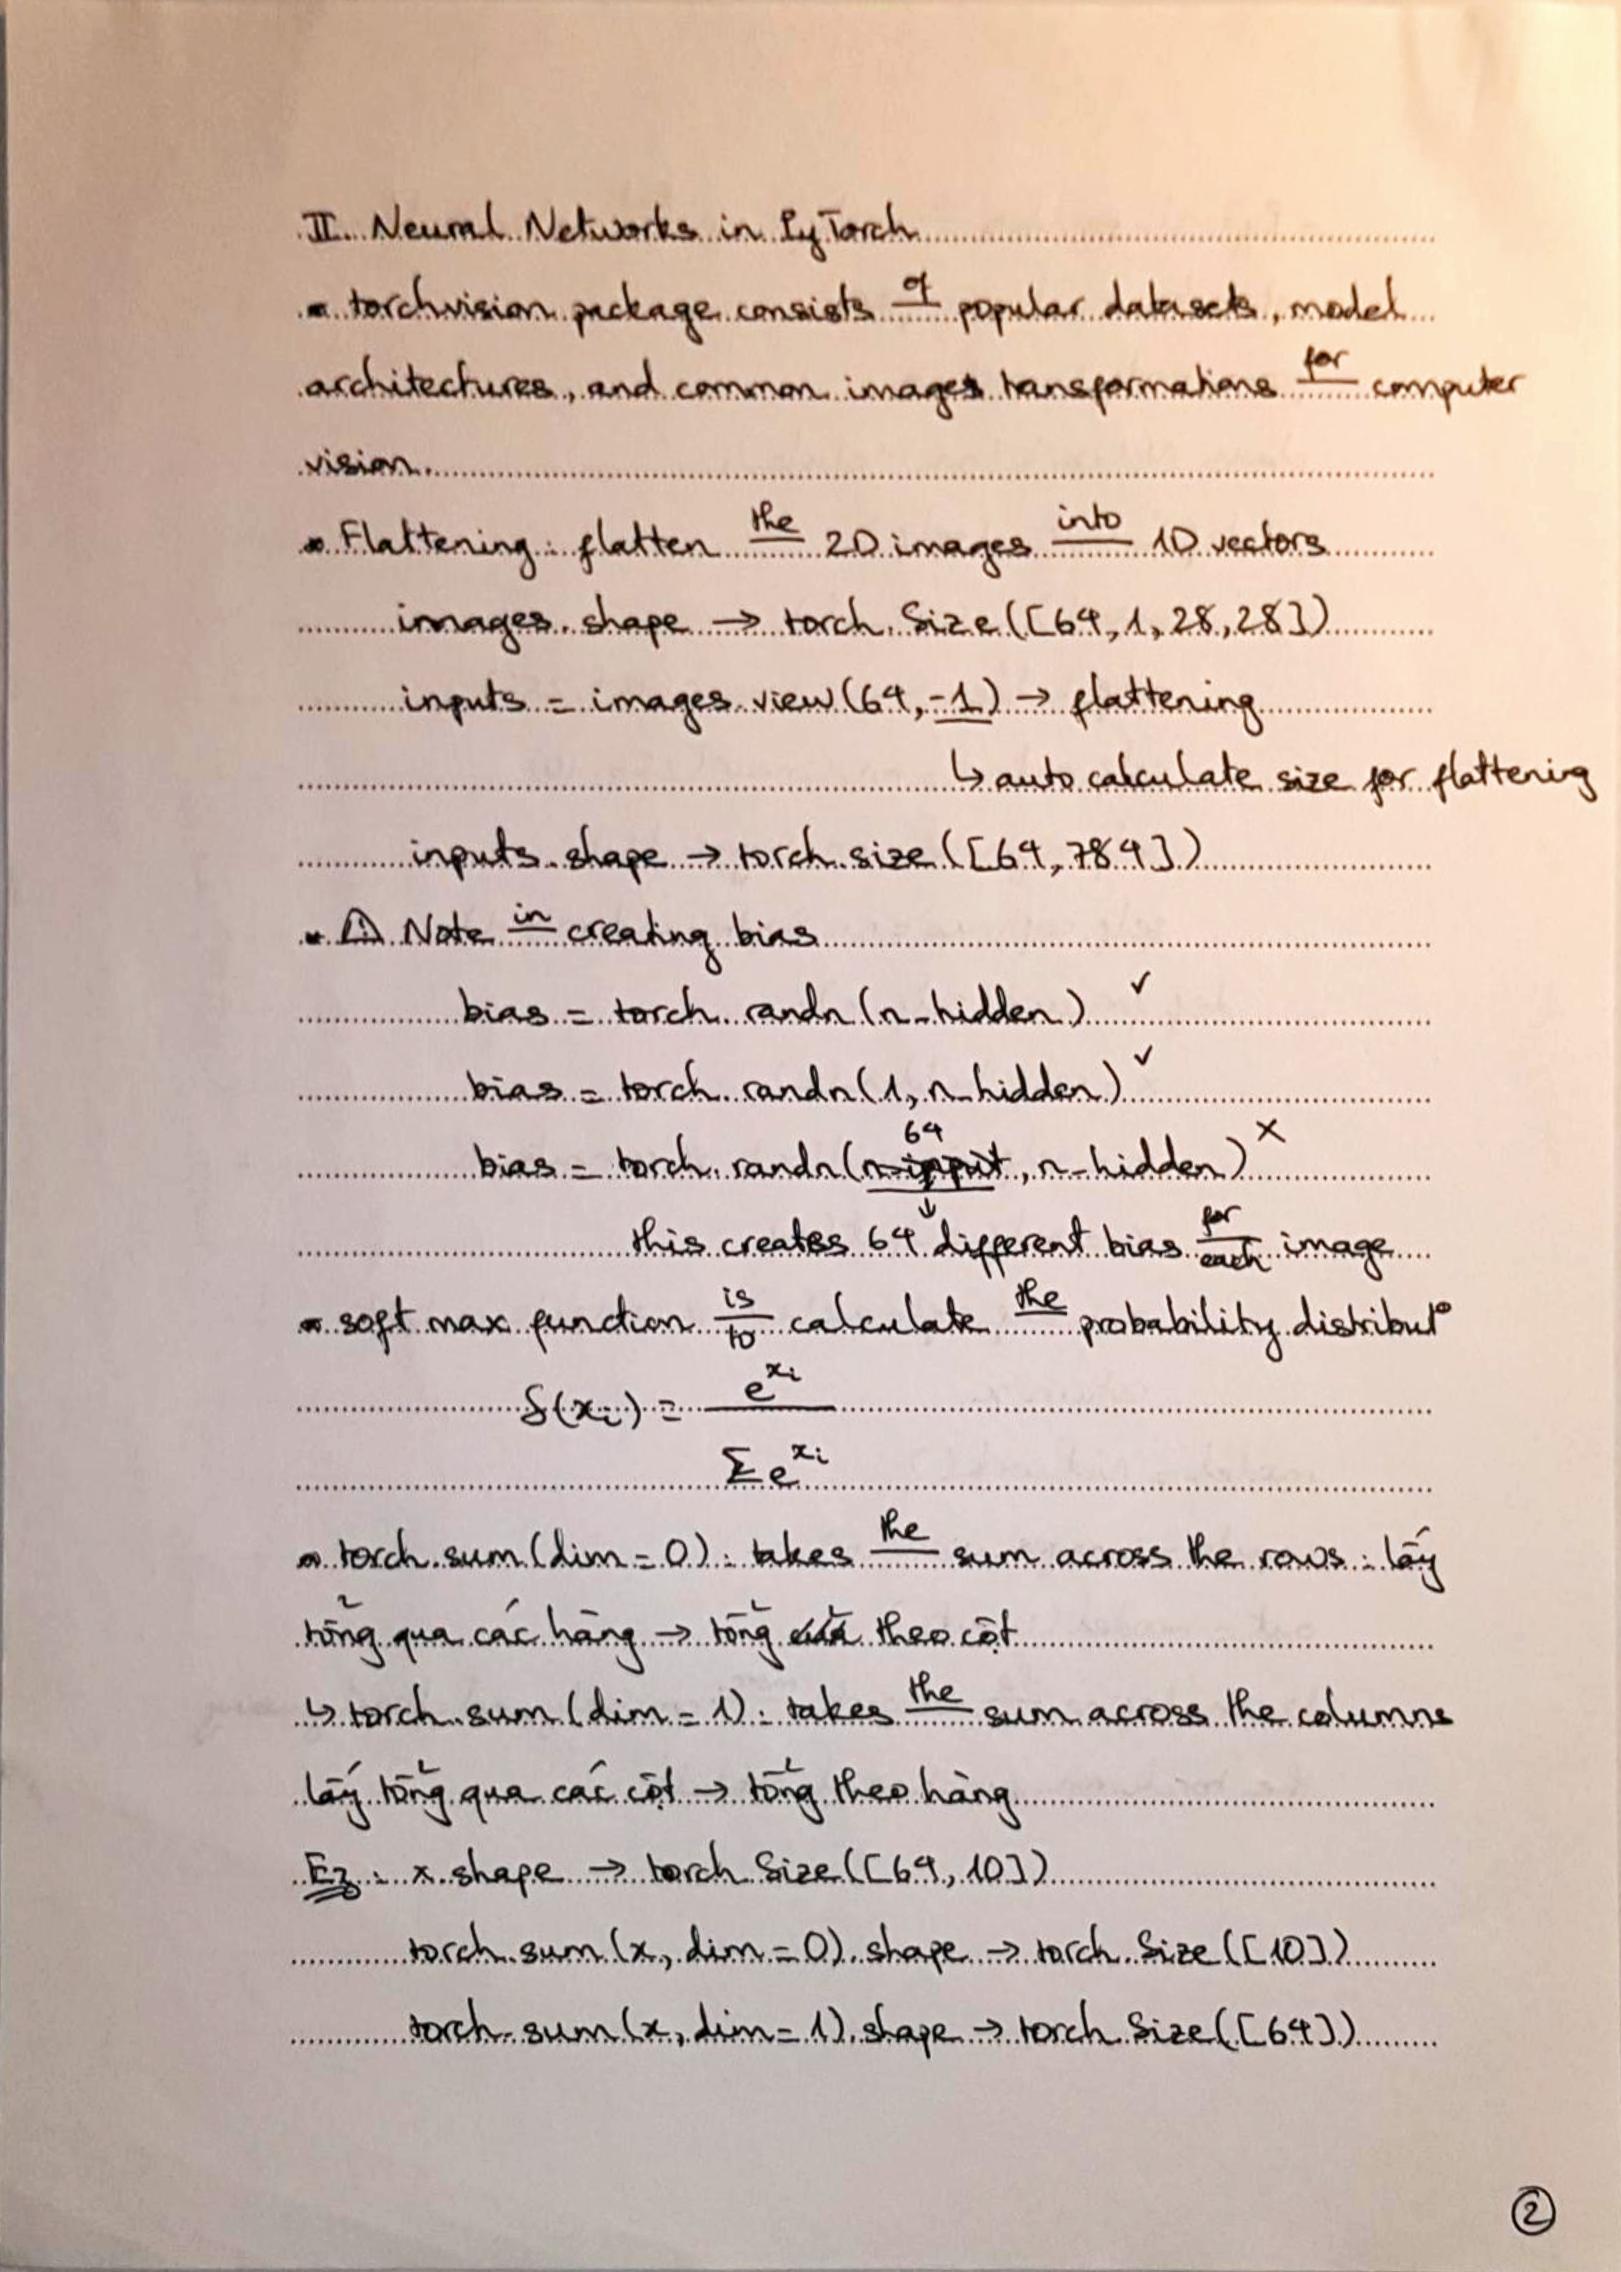 II. Neural Networks in PyTorch
torchvision package consists of popular datasets, model
architectures, and common images transformations for computer
vision.
Flattening: flatten the 2D images into 1D vectors
images.shape → torch.Size([64,1,28,28])
inputs = images.view(64,-1) → flattening
↳ auto calculate size for flattening
inputs.shape → torch.size([64,784])
⚠ Note in creating bias
bias = torch.randn(n_hidden) ✓
bias = torch.randn(1, n_hidden) ✓
64
bias = torch.randn(n_input, n_hidden) ✗
↓
this creates 64 different bias for each image
soft max function is to calculate the probability distribut°
S(xi) = e^xi
Σ e^xi
torch.sum(dim = 0): takes the sum across the rows: lấy
tổng qua các hàng → tổng theo cột
↳ torch.sum(dim = 1): takes the sum across the columns
lấy tổng qua các cột → tổng theo hàng
Ez: x.shape → torch.Size([64, 10])
torch.sum(x, dim = 0).shape → torch.Size([10])
torch.sum(x, dim = 1).shape → torch.Size([64])
2